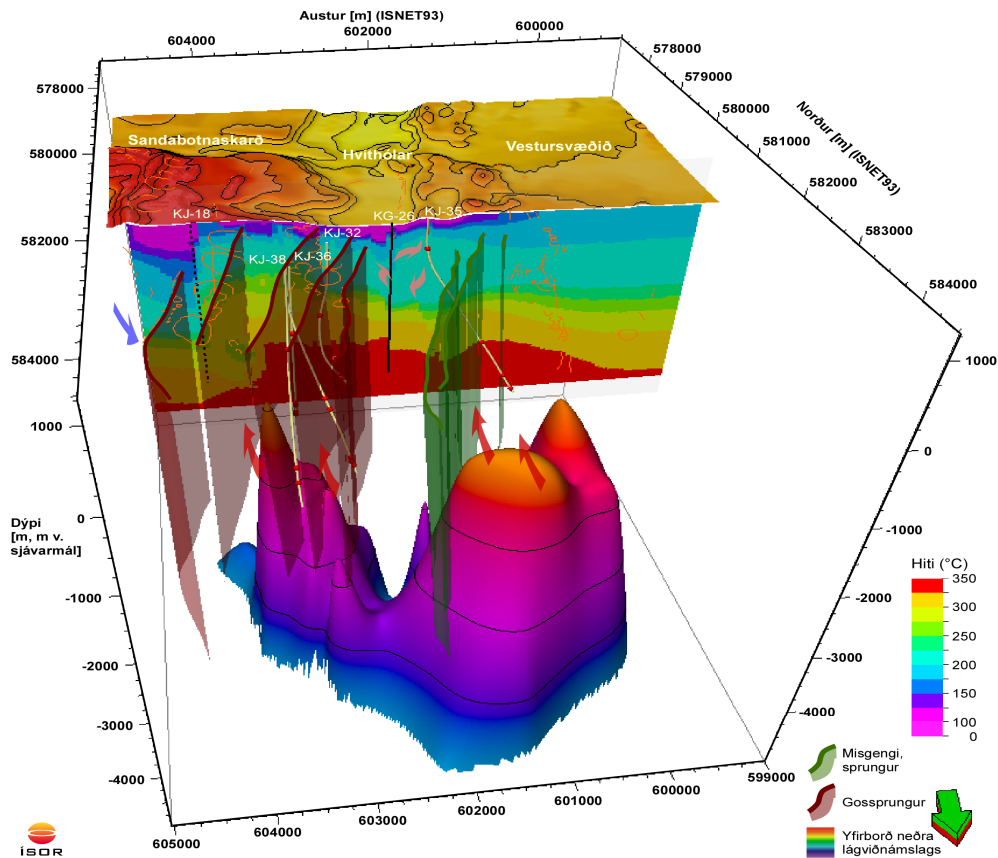 Austur [m] (ISNET93)
604000
602000
600000
578000
579000
580000
581000
582000
583000
584000
Norður [m] (ISNET93)
578000
580000
582000
584000
Sandabotnaskarð
Hvíthólar
Vestursvæðið
KJ-18
KG-26
KJ-35
KJ-32
KJ-38
KJ-36
1000
0
-1000
-2000
-3000
-4000
Dýpi
[m, m v.
sjávarmál]
1000
0
-1000
-2000
-3000
-4000
605000
604000
603000
602000
601000
600000
599000
Hiti (°C)
350
300
250
200
150
100
0
Misgengi,
sprungur
Gossprungur
Yfirborð neðra
lágviðnámslags
ÍSOR